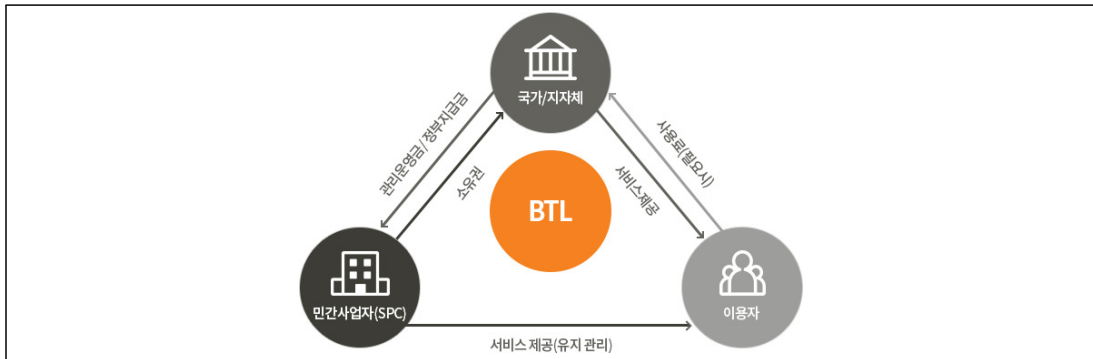 국가/지자체
관리운영금/ 정부지급금
소유권
사용료(필요시)
서비스제공
BTL
민간사업자(SPC)
이용자
서비스 제공(유지 관리)